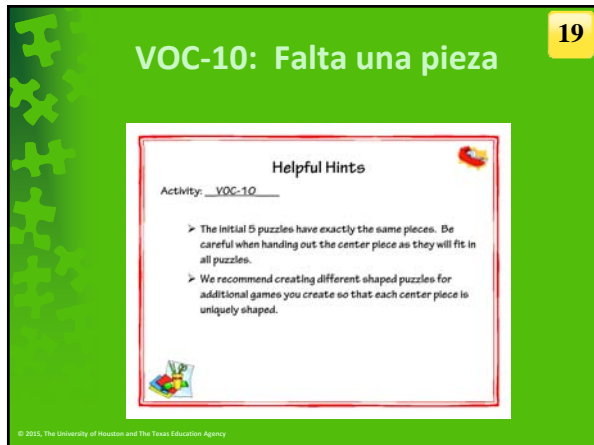 VOC-10: Falta una pieza
19
Helpful Hints
Activity: VOC-10
➢ The initial 5 puzzles have exactly the same pieces. Be
careful when handing out the center piece as they will fit in
all puzzles.
➢ We recommend creating different shaped puzzles for
additional games you create so that each center piece is
uniquely shaped.
© 2015, The University of Houston and The Texas Education Agency